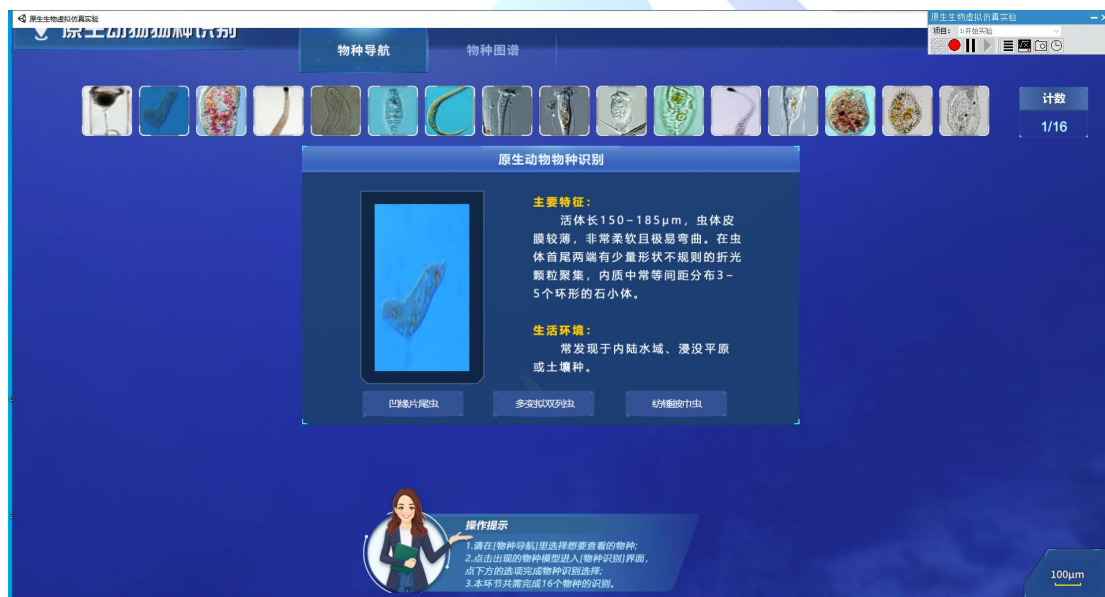 原生生物虚拟仿真实验
原生动物物种识别
物种导航
物种图谱
原生生物虚拟仿真实验
项目: 1:开始实验
计数
1/16
原生动物物种识别
主要特征：
活体长150-185μm，虫体皮
膜较薄，非常柔软且极易弯曲。在虫
体首尾两端有少量形状不规则的折光
颗粒聚集，内质中常等间距分布3-
5个环形的石小体。
生活环境：
常发现于内陆水域、浸没平原
或土壤种。
凹缘片尾虫
多变拟双列虫
纺锤披巾虫
操作提示
1.请在[物种导航]里选择想要查看的物种;
2.点击出现的物种模型进入[物种识别]界面,
点下方的选项完成物种识别选择;
3.本环节共需完成16个物种的识别。
100μm